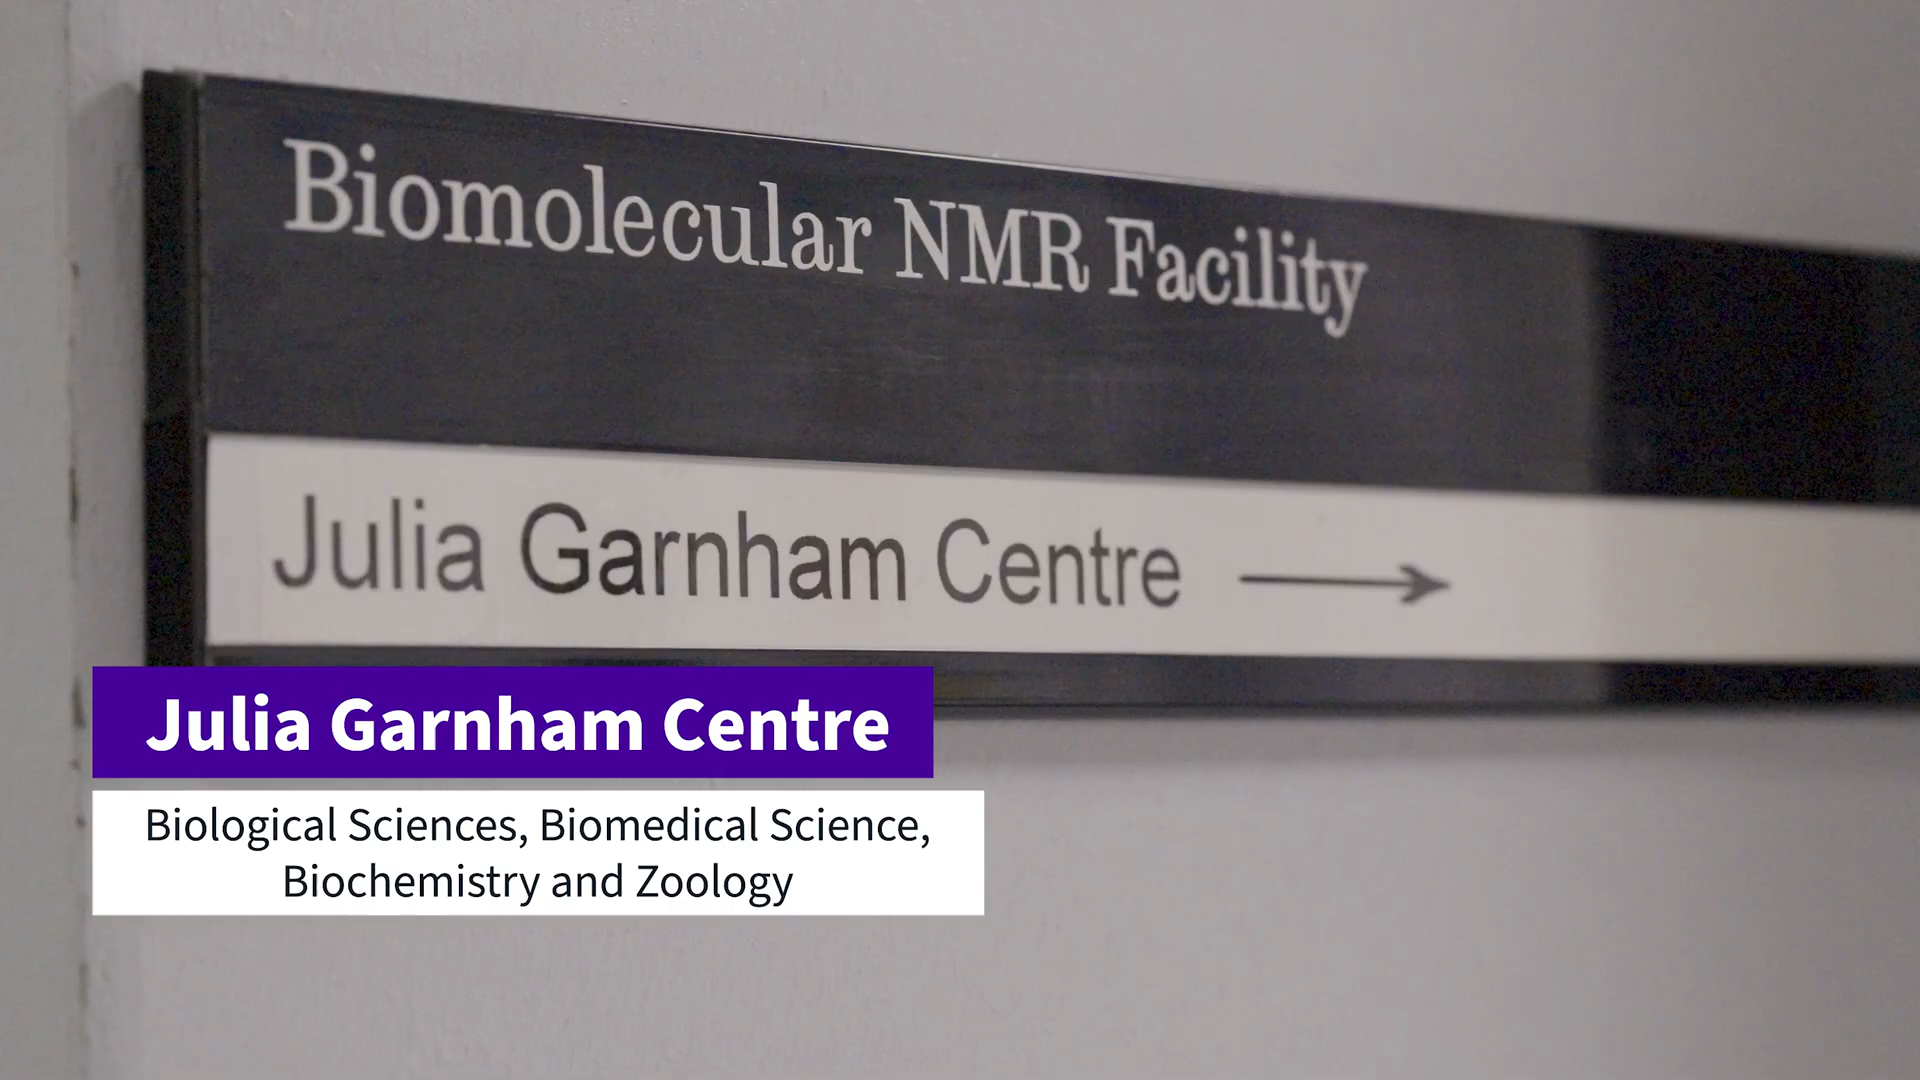 Biomolecular NMR Facility
Julia Garnham Centre
Julia Garnham Centre
Biological Sciences, Biomedical Science,
Biochemistry and Zoology